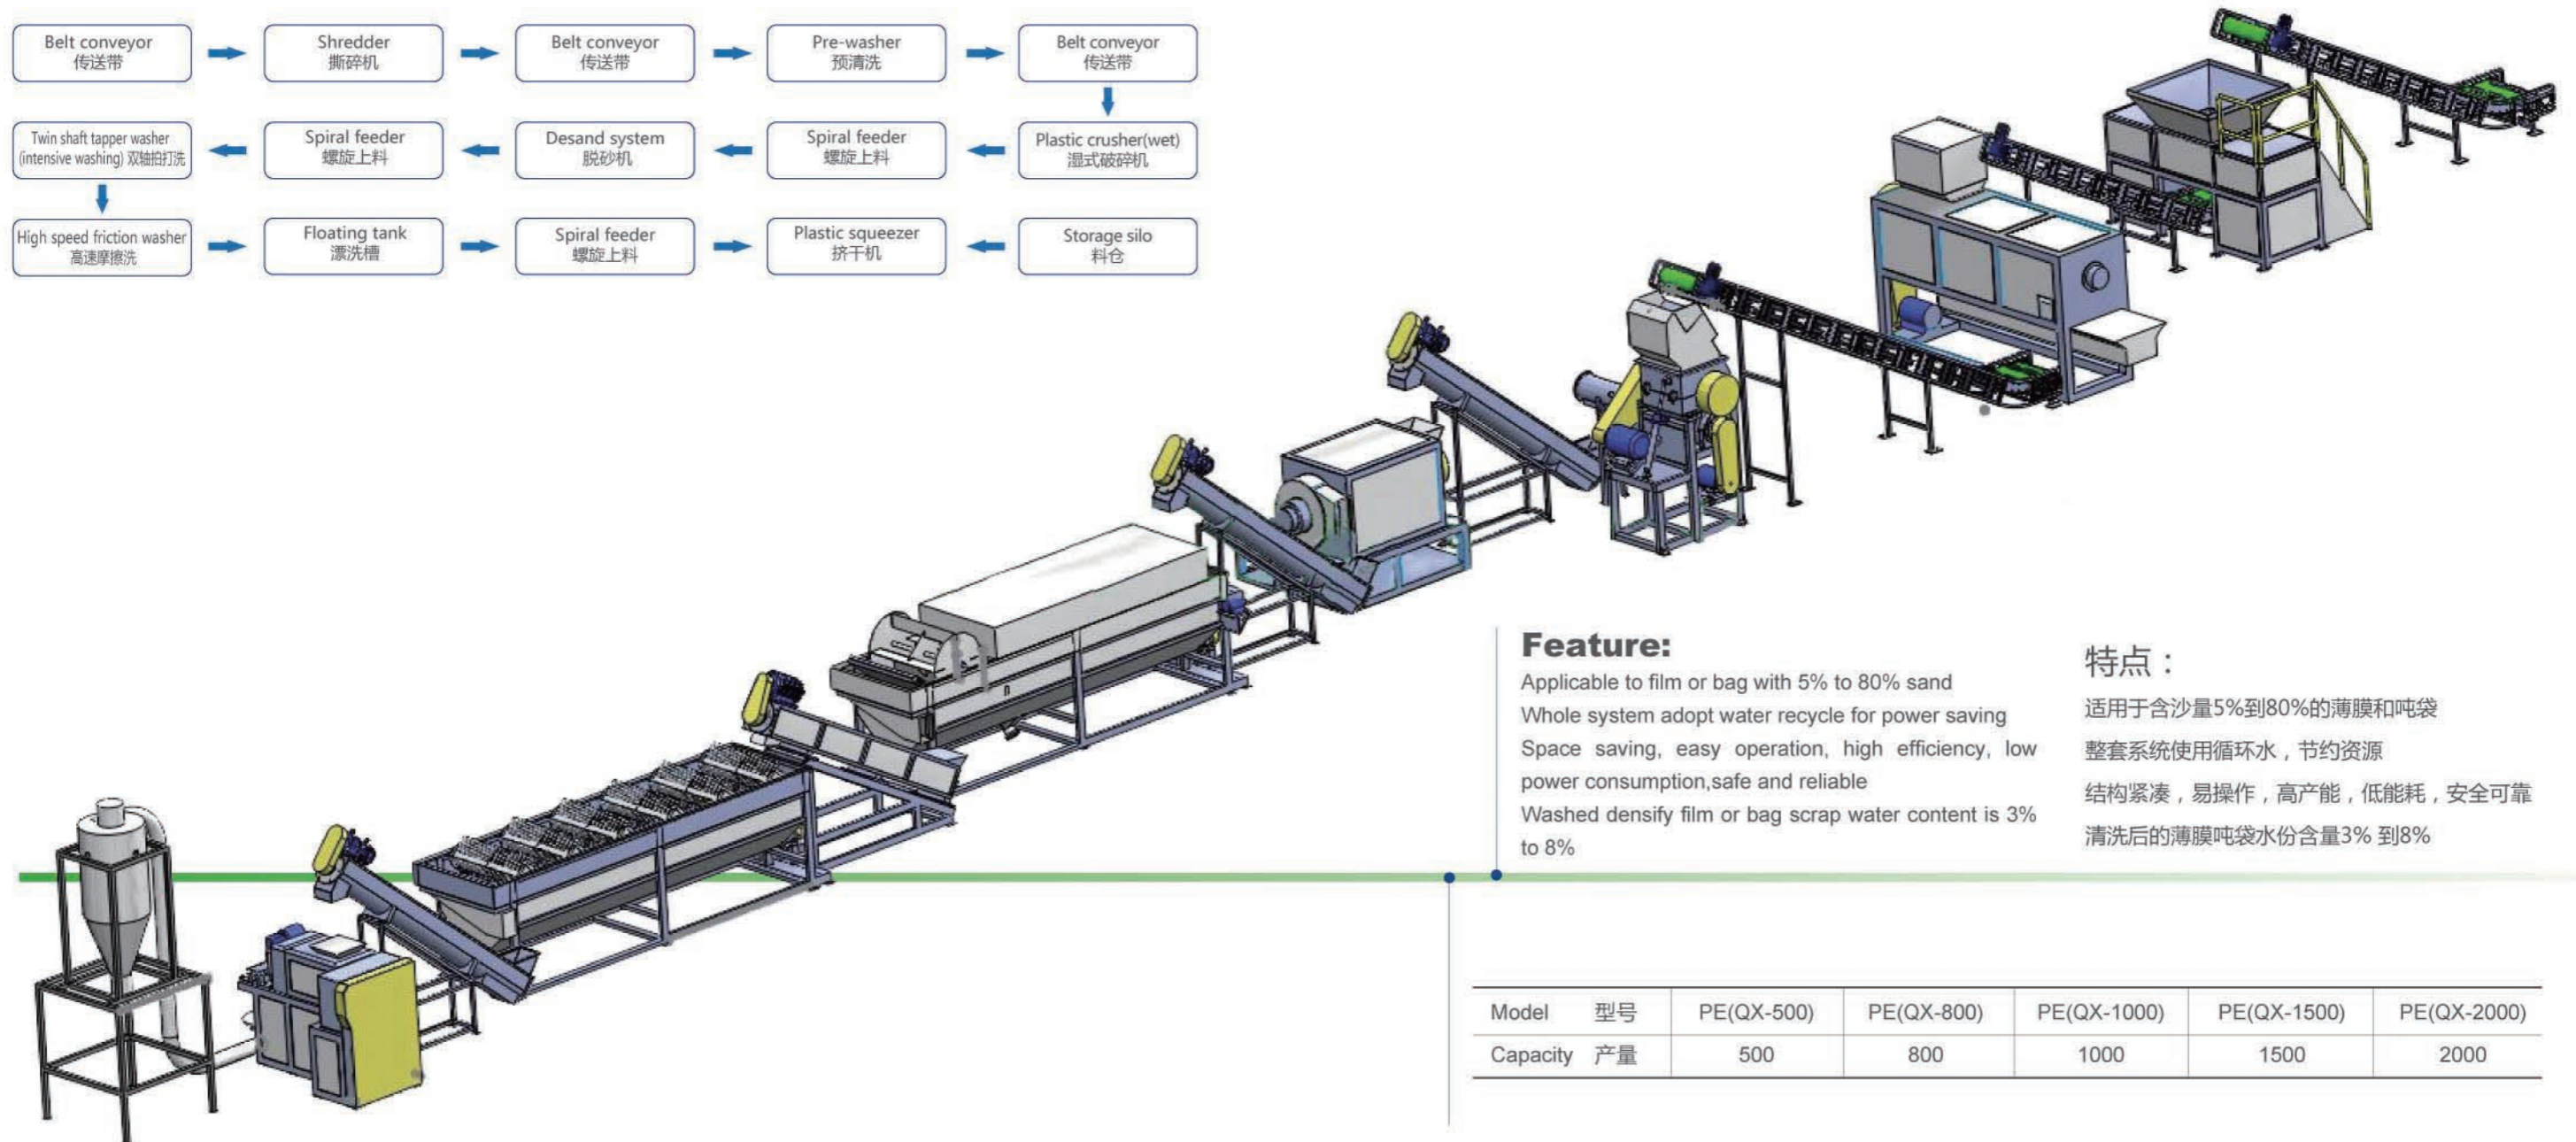 Belt conveyor
传送带
Shredder
撕碎机
Belt conveyor
传送带
Pre-washer
预清洗
Belt conveyor
传送带
Twin shaft tapper washer
(intensive washing) 双轴拍打洗
Spiral feeder
螺旋上料
Desand system
脱砂机
Spiral feeder
螺旋上料
Plastic crusher(wet)
湿式破碎机
High speed friction washer
高速摩擦洗
Floating tank
漂洗槽
Spiral feeder
螺旋上料
Plastic squeezer
挤干机
Storage silo
料仓
Feature:
Applicable to film or bag with 5% to 80% sand
Whole system adopt water recycle for power saving
Space saving, easy operation, high efficiency, low
power consumption,safe and reliable
Washed densify film or bag scrap water content is 3%
to 8%
特点：
适用于含沙量5%到80%的薄膜和吨袋
整套系统使用循环水，节约资源
结构紧凑，易操作，高产能，低能耗，安全可靠
清洗后的薄膜吨袋水份含量3% 到8%
Model 型号 PE(QX-500) PE(QX-800) PE(QX-1000) PE(QX-1500) PE(QX-2000)
Capacity 产量 500 800 1000 1500 2000